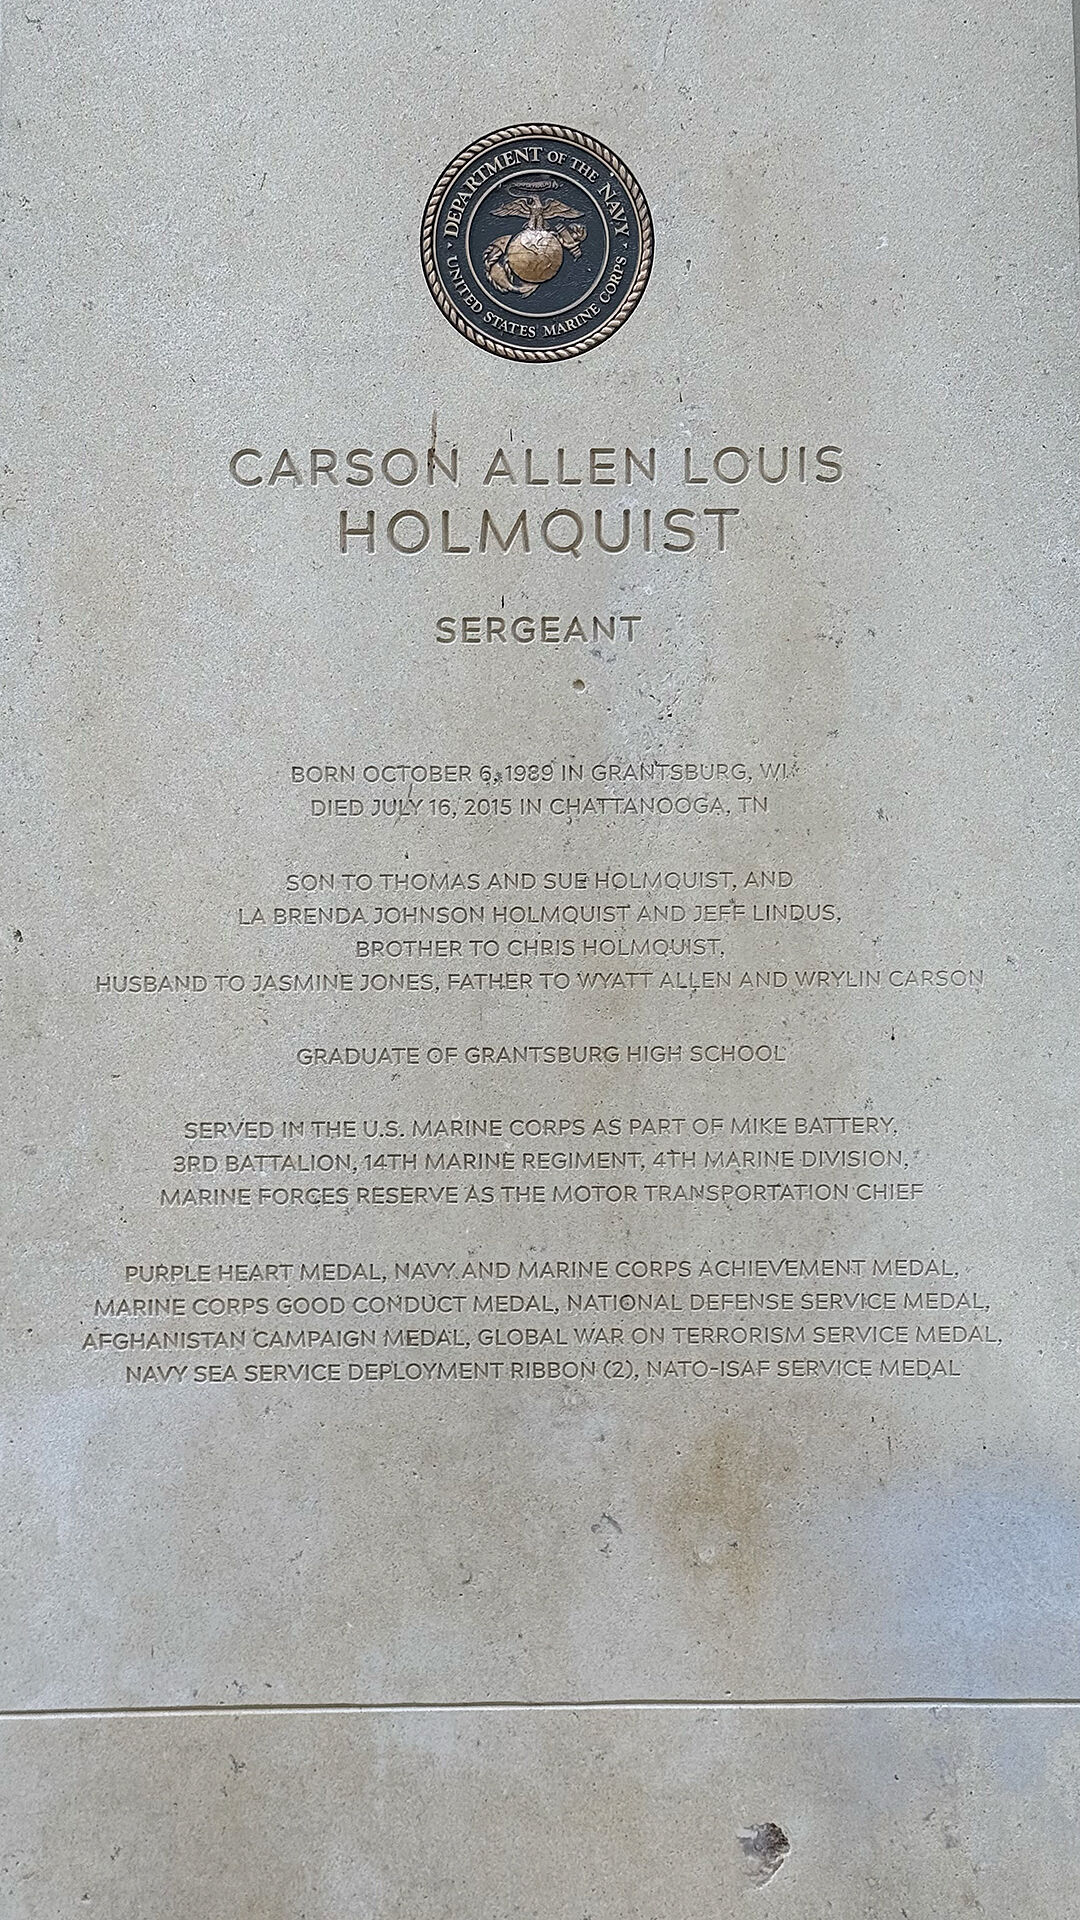 DEPARTMENT OF THE NAVY
UNITED STATES MARINE CORPS
CARSON ALLEN LOUIS
HOLMQUIST
SERGEANT
BORN OCTOBER 6, 1989 IN GRANTSBURG, WI
DIED JULY 16, 2015 IN CHATTANOOGA, TN
SON TO THOMAS AND SUE HOLMQUIST, AND
LA BRENDA JOHNSON HOLMQUIST AND JEFF LINDUS,
BROTHER TO CHRIS HOLMQUIST,
HUSBAND TO JASMINE JONES, FATHER TO WYATT ALLEN AND WRYLIN CARSON
GRADUATE OF GRANTSBURG HIGH SCHOOL
SERVED IN THE U.S. MARINE CORPS AS PART OF MIKE BATTERY,
3RD BATTALION, 14TH MARINE REGIMENT, 4TH MARINE DIVISION,
MARINE FORCES RESERVE AS THE MOTOR TRANSPORTATION CHIEF
PURPLE HEART MEDAL, NAVY AND MARINE CORPS ACHIEVEMENT MEDAL,
MARINE CORPS GOOD CONDUCT MEDAL, NATIONAL DEFENSE SERVICE MEDAL,
AFGHANISTAN CAMPAIGN MEDAL, GLOBAL WAR ON TERRORISM SERVICE MEDAL,
NAVY SEA SERVICE DEPLOYMENT RIBBON (2), NATO-ISAF SERVICE MEDAL